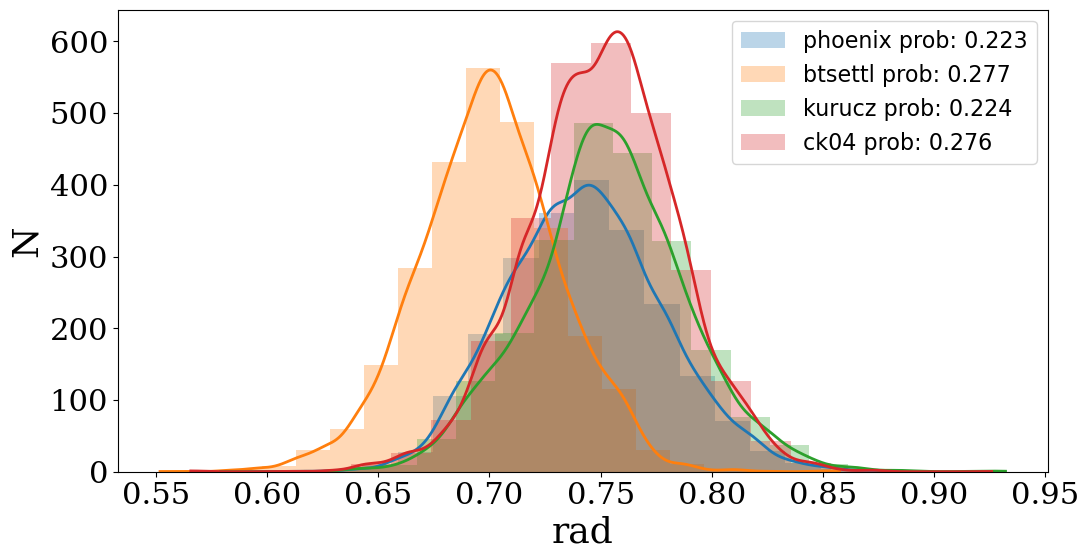 phoenix prob: 0.223
btsettl prob: 0.277
kurucz prob: 0.224
ck04 prob: 0.276
600
500
400
300
200
100
0
N
0.55 0.60 0.65 0.70 0.75 0.80 0.85 0.90 0.95
rad